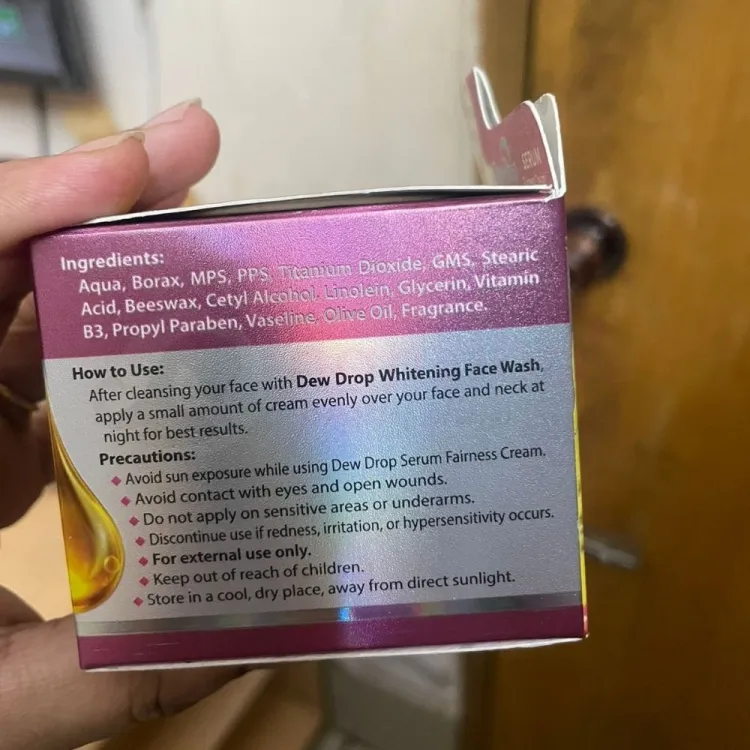 SERUM
Ingredients:
Aqua, Borax, MPS, PPS, Titanium Dioxide, GMS, Stearic
Acid, Beeswax, Cetyl Alcohol, Linolein, Glycerin, Vitamin
B3, Propyl Paraben, Vaseline, Olive Oil, Fragrance.
How to Use:
After cleansing your face with Dew Drop Whitening Face Wash,
apply a small amount of cream evenly over your face and neck at
night for best results.
Precautions:
◆ Avoid sun exposure while using Dew Drop Serum Fairness Cream.
◆ Avoid contact with eyes and open wounds.
◆ Do not apply on sensitive areas or underarms.
◆ Discontinue use if redness, irritation, or hypersensitivity occurs.
◆ For external use only.
◆ Keep out of reach of children.
◆ Store in a cool, dry place, away from direct sunlight.